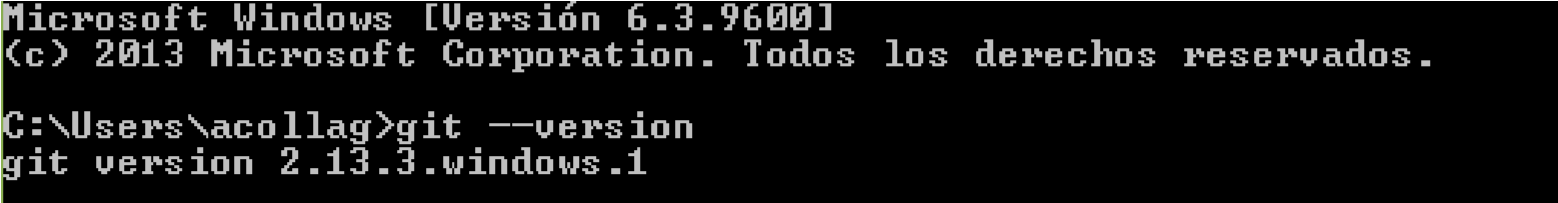 Microsoft Windows [Versión 6.3.9600]
(c) 2013 Microsoft Corporation. Todos los derechos reservados.
C:\Users\acollag>git --version
git version 2.13.3.windows.1